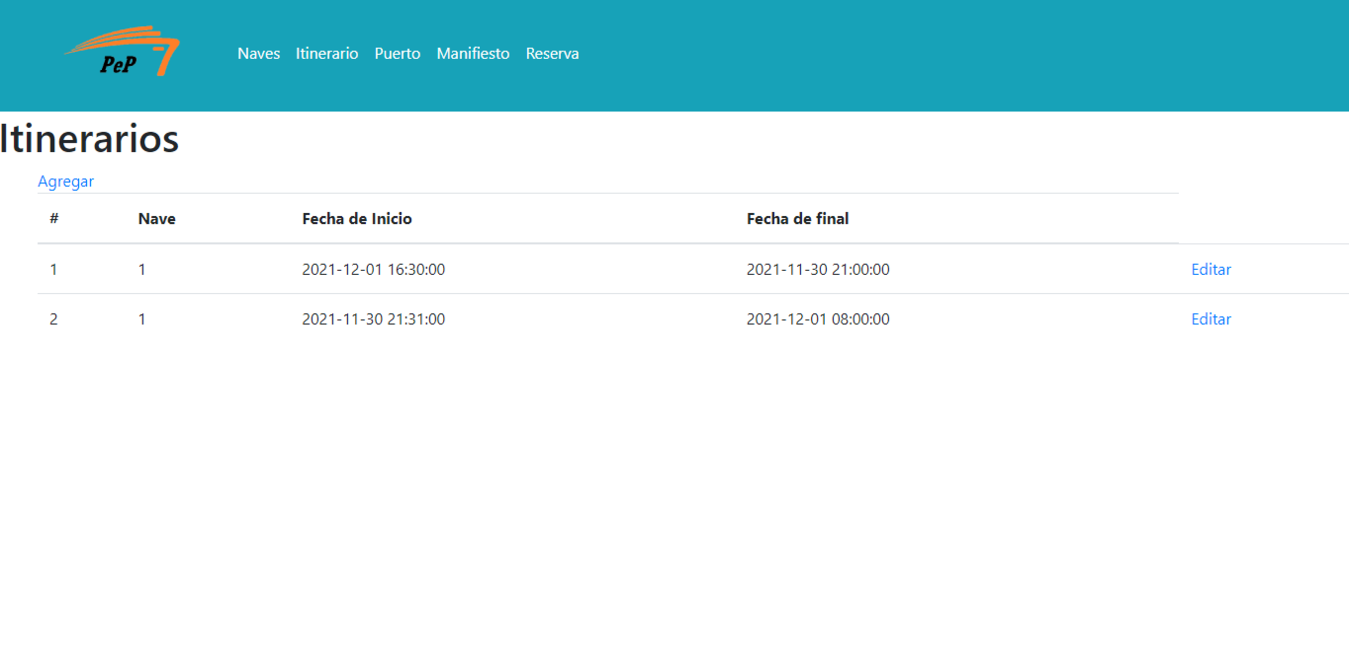 PeP 7
Naves Itinerario Puerto Manifiesto Reserva
Itinerarios
Agregar
# Nave Fecha de Inicio Fecha de final
1 1 2021-12-01 16:30:00 2021-11-30 21:00:00 Editar
2 1 2021-11-30 21:31:00 2021-12-01 08:00:00 Editar